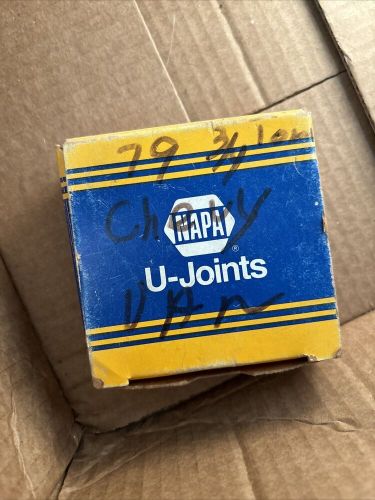 79 3/4 Ton
Chevy
NAPA
®
U-Joints
VAn